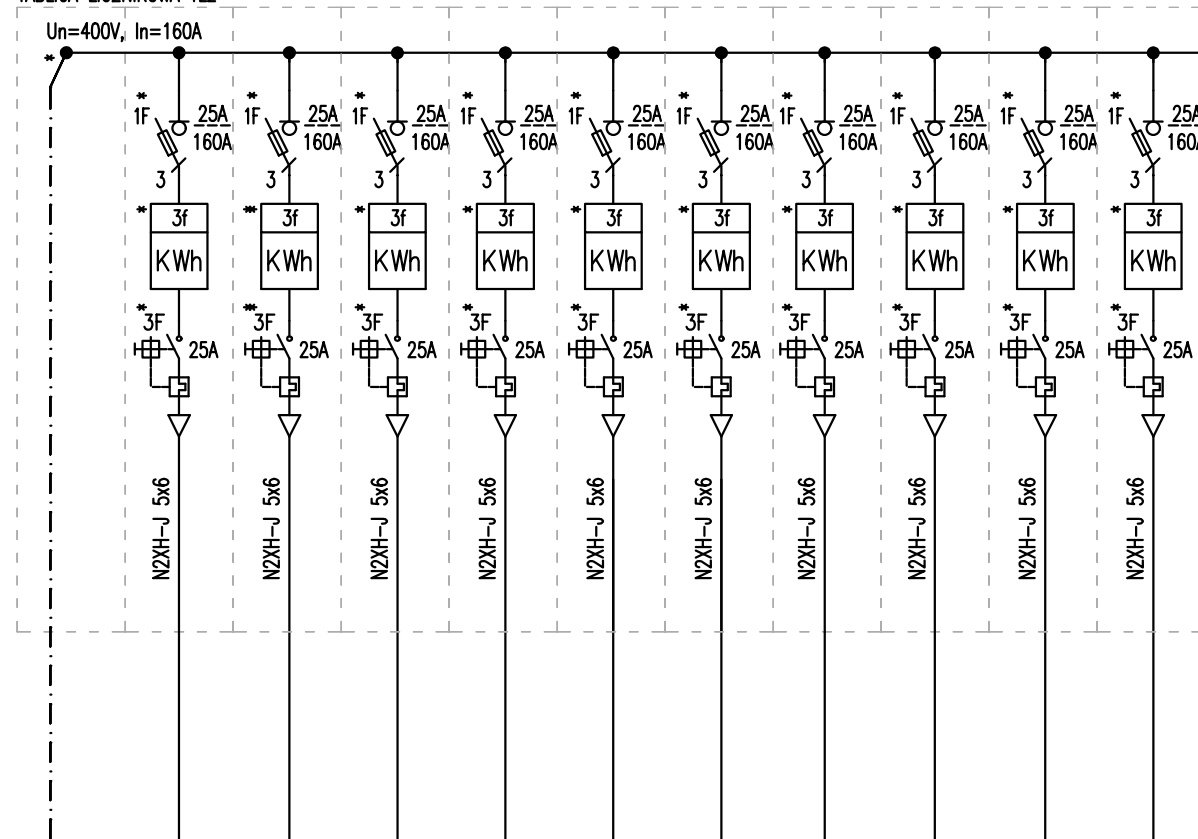 Un=400V, In=160A
*
* * * * * * * * * *
1F 25A 1F 25A 1F 25A 1F 25A 1F 25A 1F 25A 1F 25A 1F 25A 1F 25A 1F 25A
160A 160A 160A 160A 160A 160A 160A 160A 160A 160A
3 3 3 3 3 3 3 3 3 3
* 3f * 3f * 3f * 3f * 3f * 3f * 3f * 3f * 3f * 3f
KWh KWh KWh KWh KWh KWh KWh KWh KWh KWh
* * * * * * * * * *
3F 3F 3F 3F 3F 3F 3F 3F 3F 3F
25A 25A 25A 25A 25A 25A 25A 25A 25A 25A
N2XH-J 5x6
N2XH-J 5x6
N2XH-J 5x6
N2XH-J 5x6
N2XH-J 5x6
N2XH-J 5x6
N2XH-J 5x6
N2XH-J 5x6
N2XH-J 5x6
N2XH-J 5x6